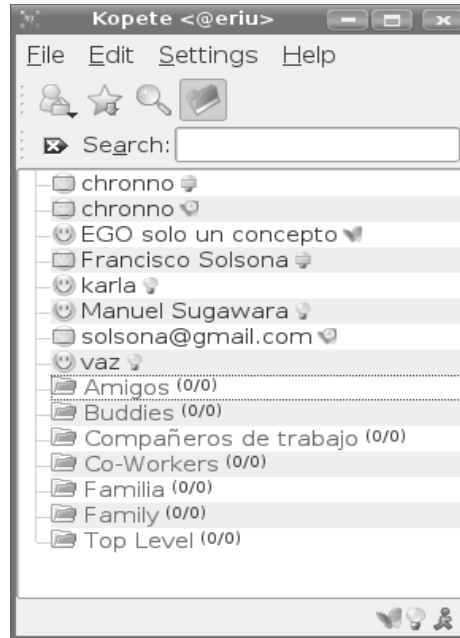 Kopete <@eriu>
File Edit Settings Help
Search:
chronno
chronno
EGO solo un concepto
Francisco Solsona
karla
Manuel Sugawara
solsona@gmail.com
vaz
Amigos (0/0)
Buddies (0/0)
Compañeros de trabajo (0/0)
Co-Workers (0/0)
Familia (0/0)
Family (0/0)
Top Level (0/0)